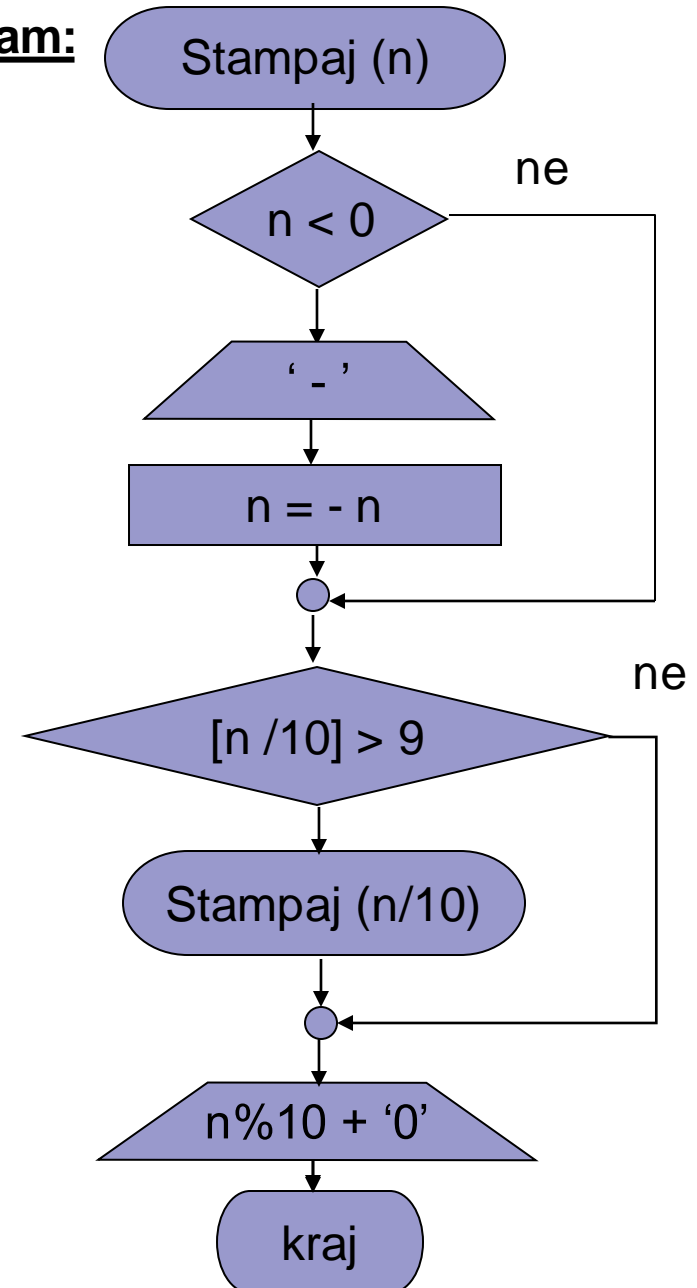 am:
Stampaj (n)
ne
n < 0
‘ - ’
n = - n
ne
[n /10] > 9
Stampaj (n/10)
n%10 + ‘0’
kraj